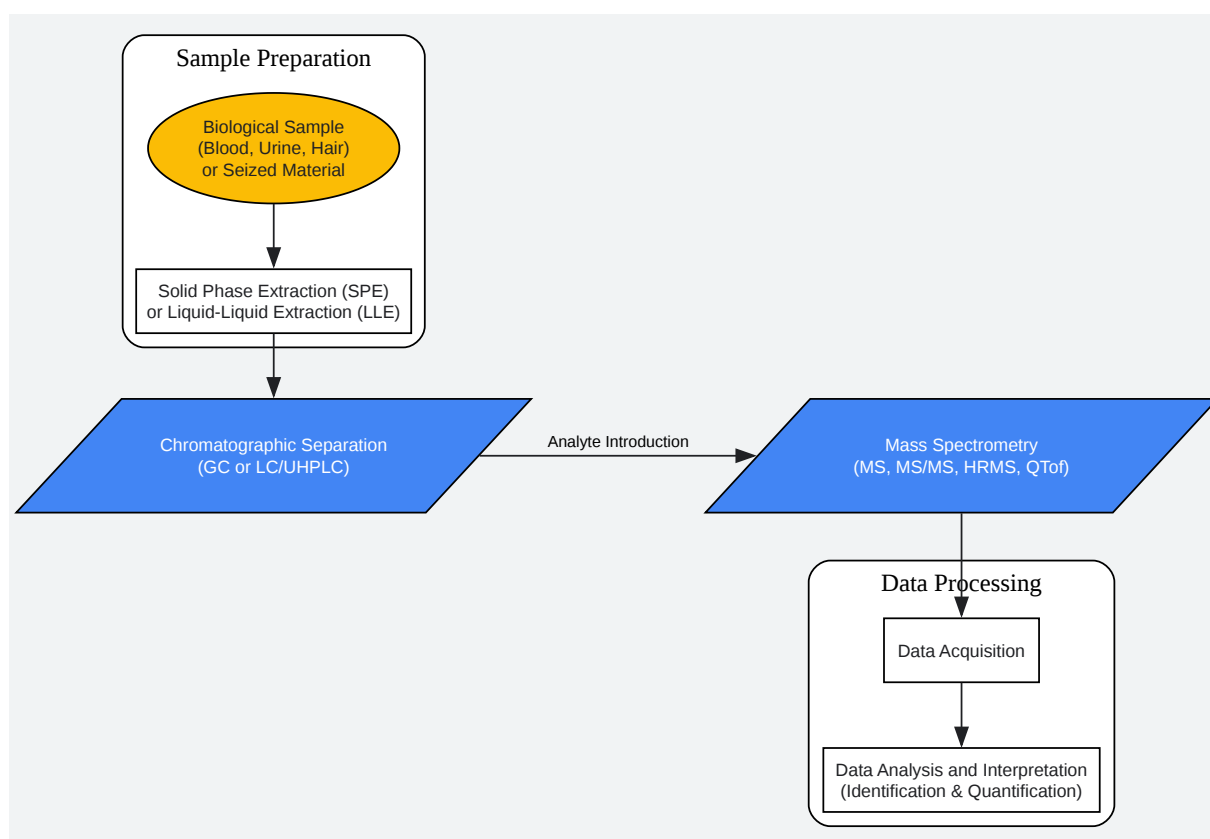 Sample Preparation
Biological Sample
(Blood, Urine, Hair)
or Seized Material
Solid Phase Extraction (SPE)
or Liquid-Liquid Extraction (LLE)
Chromatographic Separation
(GC or LC/UHPLC)
Analyte Introduction
Mass Spectrometry
(MS, MS/MS, HRMS, QTof)
Data Processing
Data Acquisition
Data Analysis and Interpretation
(Identification & Quantification)